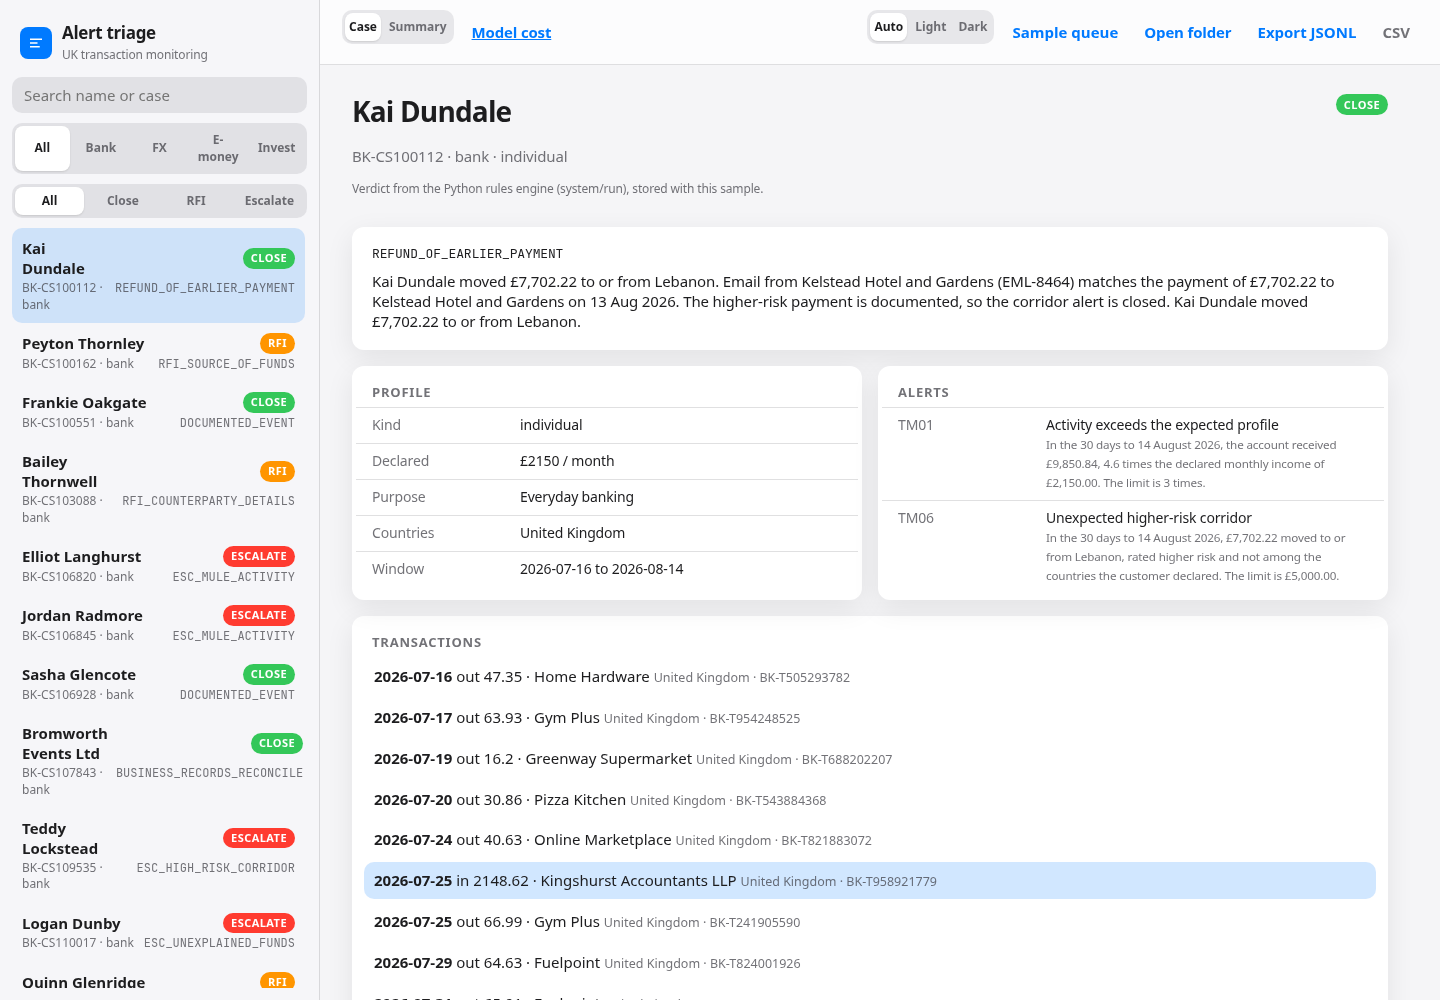 Alert triage
UK transaction monitoring
Search name or case
All Bank FX E-money Invest
All Close RFI Escalate
Kai Dundale CLOSE
BK-CS100112 · bank REFUND_OF_EARLIER_PAYMENT
Peyton Thornley RFI
BK-CS100162 · bank RFI_SOURCE_OF_FUNDS
Frankie Oakgate CLOSE
BK-CS100551 · bank DOCUMENTED_EVENT
Bailey Thornwell RFI
BK-CS103088 · bank RFI_COUNTERPARTY_DETAILS
Elliot Langhurst ESCALATE
BK-CS106820 · bank ESC_MULE_ACTIVITY
Jordan Radmore ESCALATE
BK-CS106845 · bank ESC_MULE_ACTIVITY
Sasha Glencote CLOSE
BK-CS106928 · bank DOCUMENTED_EVENT
Bromworth Events Ltd CLOSE
BK-CS107843 · bank BUSINESS_RECORDS_RECONCILE
Teddy Lockstead ESCALATE
BK-CS109535 · bank ESC_HIGH_RISK_CORRIDOR
Logan Dunby ESCALATE
BK-CS110017 · bank ESC_UNEXPLAINED_FUNDS
Quinn Glenridge RFI
Case Summary Model cost
Auto Light Dark Sample queue Open folder Export JSONL CSV
Kai Dundale CLOSE
BK-CS100112 · bank · individual
Verdict from the Python rules engine (system/run), stored with this sample.
REFUND_OF_EARLIER_PAYMENT
Kai Dundale moved £7,702.22 to or from Lebanon. Email from Kelstead Hotel and Gardens (EML-8464) matches the payment of £7,702.22 to
Kelstead Hotel and Gardens on 13 Aug 2026. The higher-risk payment is documented, so the corridor alert is closed. Kai Dundale moved
£7,702.22 to or from Lebanon.
PROFILE
Kind individual
Declared £2150 / month
Purpose Everyday banking
Countries United Kingdom
Window 2026-07-16 to 2026-08-14
ALERTS
TM01 Activity exceeds the expected profile
In the 30 days to 14 August 2026, the account received
£9,850.84, 4.6 times the declared monthly income of
£2,150.00. The limit is 3 times.
TM06 Unexpected higher-risk corridor
In the 30 days to 14 August 2026, £7,702.22 moved to or
from Lebanon, rated higher risk and not among the
countries the customer declared. The limit is £5,000.00.
TRANSACTIONS
2026-07-16 out 47.35 · Home Hardware United Kingdom · BK-T505293782
2026-07-17 out 63.93 · Gym Plus United Kingdom · BK-T954248525
2026-07-19 out 16.2 · Greenway Supermarket United Kingdom · BK-T688202207
2026-07-20 out 30.86 · Pizza Kitchen United Kingdom · BK-T543884368
2026-07-24 out 40.63 · Online Marketplace United Kingdom · BK-T821883072
2026-07-25 in 2148.62 · Kingshurst Accountants LLP United Kingdom · BK-T958921779
2026-07-25 out 66.99 · Gym Plus United Kingdom · BK-T241905590
2026-07-29 out 64.63 · Fuelpoint United Kingdom · BK-T824001926